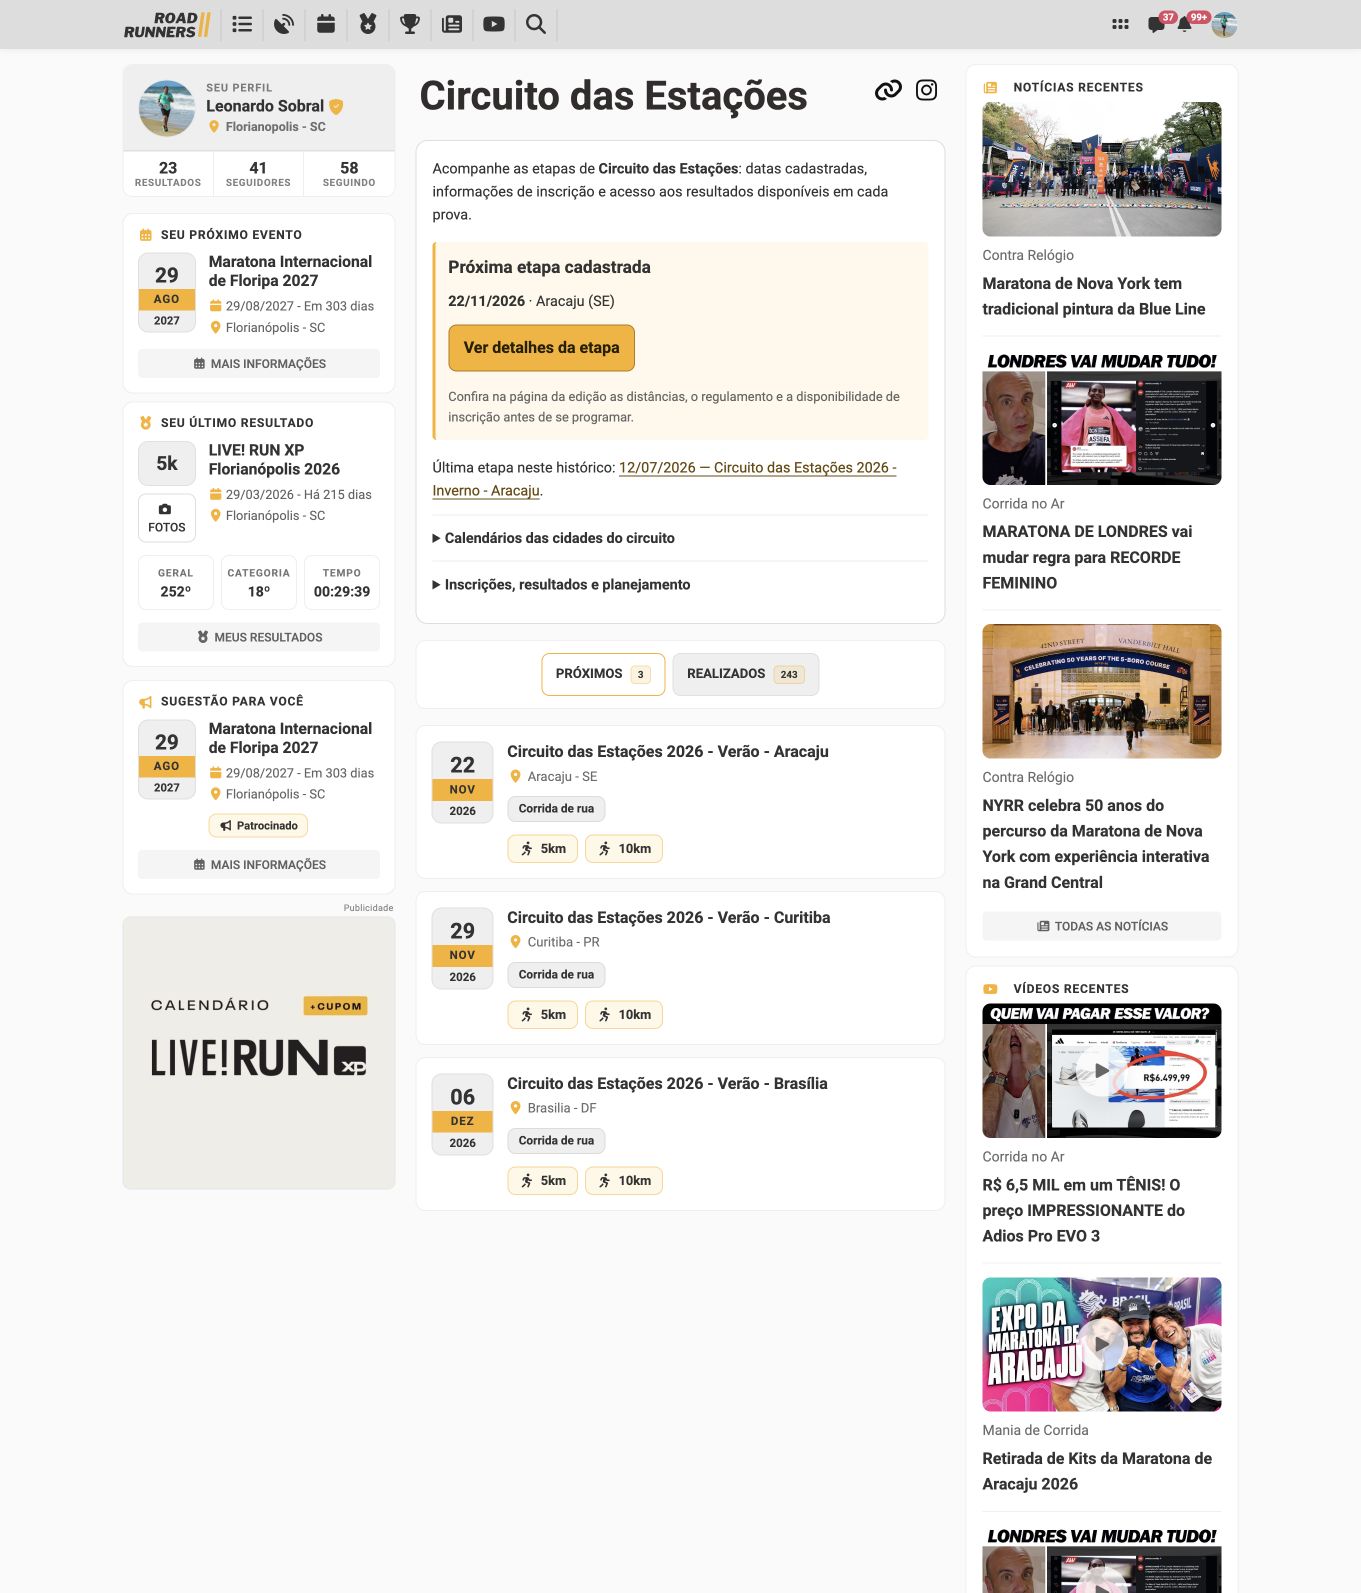 ROAD RUNNERS
37
99+
SEU PERFIL
Leonardo Sobral
Florianopolis - SC
23
RESULTADOS
41
SEGUIDORES
58
SEGUINDO
SEU PRÓXIMO EVENTO
29
AGO
2027
Maratona Internacional
de Floripa 2027
29/08/2027 - Em 303 dias
Florianópolis - SC
MAIS INFORMAÇÕES
SEU ÚLTIMO RESULTADO
5k
FOTOS
LIVE! RUN XP
Florianópolis 2026
29/03/2026 - Há 215 dias
Florianópolis - SC
GERAL
252º
CATEGORIA
18º
TEMPO
00:29:39
MEUS RESULTADOS
SUGESTÃO PARA VOCÊ
29
AGO
2027
Maratona Internacional
de Floripa 2027
29/08/2027 - Em 303 dias
Florianópolis - SC
Patrocinado
MAIS INFORMAÇÕES
Publicidade
CALENDÁRIO
+CUPOM
LIVE!RUN XP
Circuito das Estações
Acompanhe as etapas de Circuito das Estações: datas cadastradas,
informações de inscrição e acesso aos resultados disponíveis em cada
prova.
Próxima etapa cadastrada
22/11/2026 · Aracaju (SE)
Ver detalhes da etapa
Confira na página da edição as distâncias, o regulamento e a disponibilidade de
inscrição antes de se programar.
Última etapa neste histórico: 12/07/2026 — Circuito das Estações 2026 -
Inverno - Aracaju.
Calendários das cidades do circuito
Inscrições, resultados e planejamento
PRÓXIMOS 3
REALIZADOS 243
22
NOV
2026
Circuito das Estações 2026 - Verão - Aracaju
Aracaju - SE
Corrida de rua
5km
10km
29
NOV
2026
Circuito das Estações 2026 - Verão - Curitiba
Curitiba - PR
Corrida de rua
5km
10km
06
DEZ
2026
Circuito das Estações 2026 - Verão - Brasília
Brasilia - DF
Corrida de rua
5km
10km
NOTÍCIAS RECENTES
Contra Relógio
Maratona de Nova York tem
tradicional pintura da Blue Line
LONDRES VAI MUDAR TUDO!
ASSEFA
Corrida no Ar
MARATONA DE LONDRES vai
mudar regra para RECORDE
FEMININO
42ND STREET
VANDERBILT HALL
CELEBRATING 50 YEARS OF THE 5-BORO COURSE
Contra Relógio
NYRR celebra 50 anos do
percurso da Maratona de Nova
York com experiência interativa
na Grand Central
TODAS AS NOTÍCIAS
VÍDEOS RECENTES
QUEM VAI PAGAR ESSE VALOR?
R$6.499,99
Corrida no Ar
R$ 6,5 MIL em um TÊNIS! O
preço IMPRESSIONANTE do
Adios Pro EVO 3
EXPO DA
MARATONA DE
ARACAJU
BRASIL
Mania de Corrida
Retirada de Kits da Maratona de
Aracaju 2026
LONDRES VAI MUDAR TUDO!